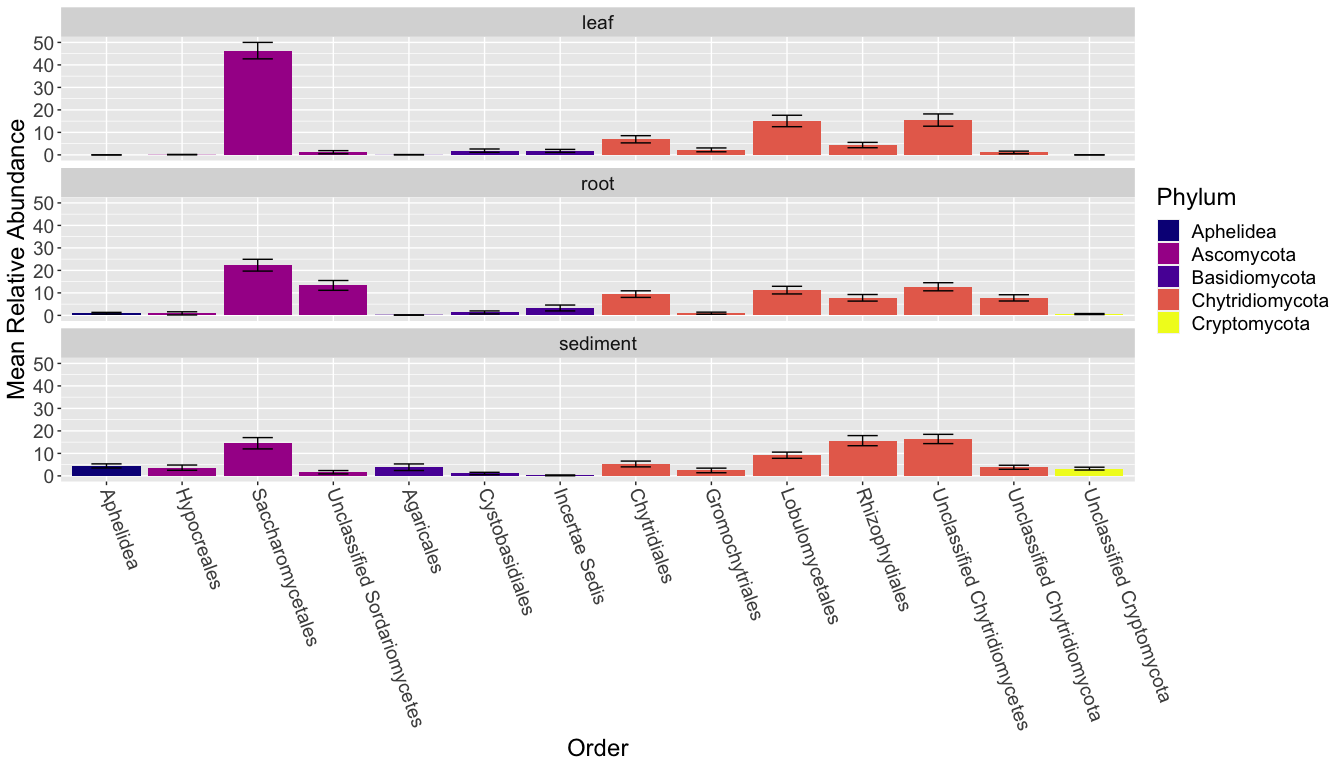 leaf
50
40
30
20
10
0
root
50
40
30
20
10
0
sediment
50
40
30
20
10
0
Mean Relative Abundance
Aphelidea
Hypocreales
Saccharomycetales
Unclassified Sordariomycetes
Agaricales
Cystobasidiales
Incertae Sedis
Chytridiales
Gromochytriales
Lobulomycetales
Rhizophydiales
Unclassified Chytridiomycetes
Unclassified Chytridiomycota
Unclassified Cryptomycota
Order
Phylum
Aphelidea
Ascomycota
Basidiomycota
Chytridiomycota
Cryptomycota